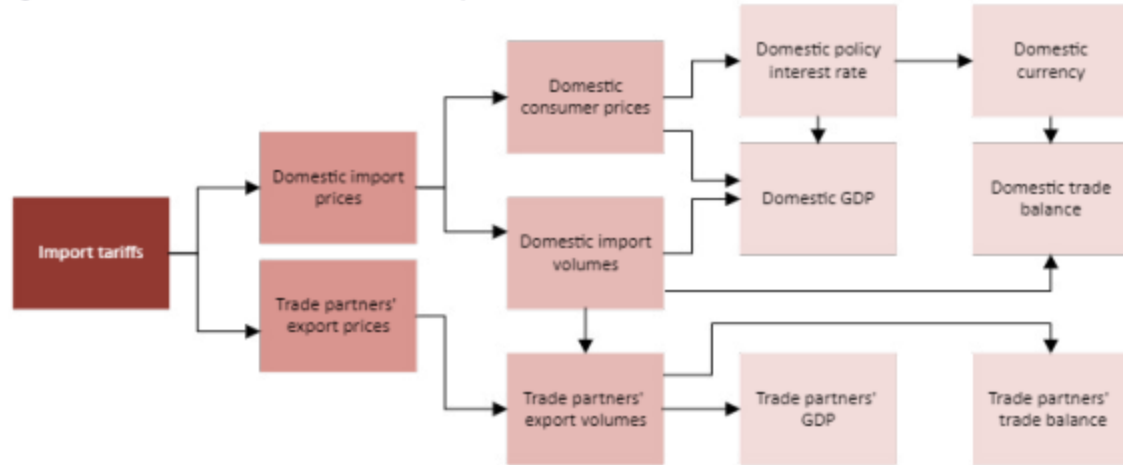 Domestic policy
interest rate
Domestic
currency
Domestic
consumer prices
Domestic import
prices
Domestic GDP
Domestic trade
balance
Import tariffs
Domestic import
volumes
Trade partners'
export prices
Trade partners'
export volumes
Trade partners'
GDP
Trade partners'
trade balance